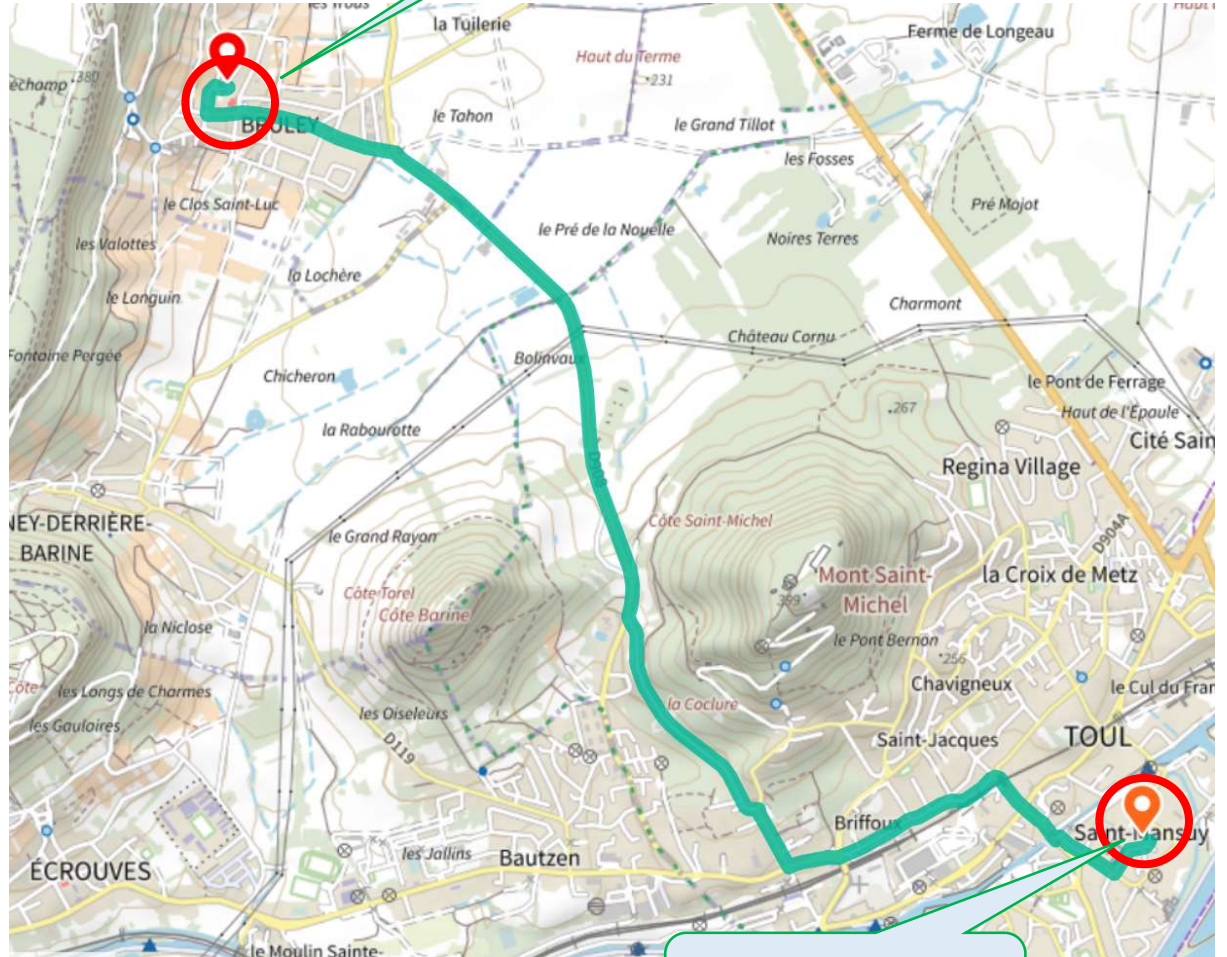 les Trous
la Tuilerie
Ferme de Longeau
Haut du Terme
231
échamp
380
BRULEY
le Tahon
le Grand Tillot
les Fosses
le Clos Saint-Luc
Pré Mojot
les Valottes
le Pré de la Nouelle
Noires Terres
la Lochère
le Languin
Charmont
Fontaine Pergée
Château Cornu
Bolinvaux
Chicheron
le Pont de Ferrage
267
Haut de l'Épaule
la Rabourotte
Cité Sain
Regina Village
D908
NEY-DERRIÈRE-
BARINE
le Grand Rayon
Côte Saint-Michel
D904A
Mont Saint-
Michel
la Croix de Metz
Côte Torel
Côte Barine
399
la Niclose
le Pont Bernon
256
Côte
les Longs de Charmes
Chavigneux
le Cul du Fran
la Coclure
les Gaulaires
les Oiseleurs
D119
Saint-Jacques
TOUL
Briffoux
Saint-Mansuy
les Jallins
Bautzen
ÉCROUVES
le Moulin Sainte-